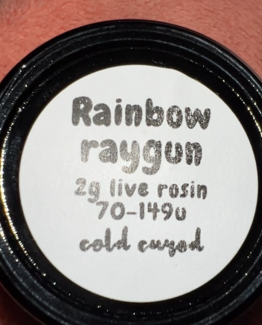 Rainbow
raygun
2g live rosin
70-149u
cold cured